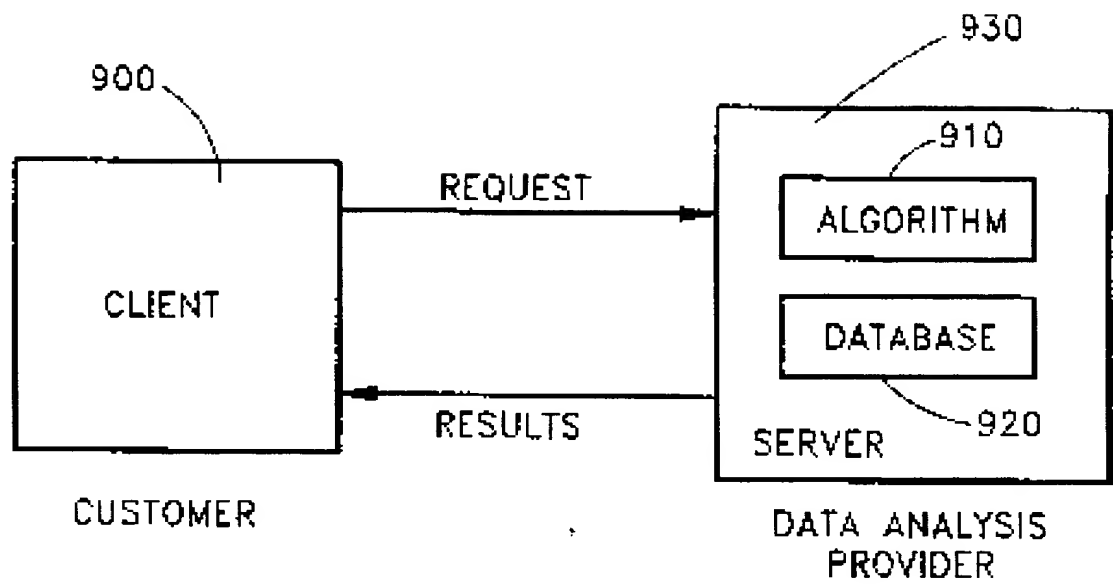 930
900
910
REQUEST
ALGORITHM
CLIENT
DATABASE
RESULTS
920
SERVER
CUSTOMER
DATA ANALYSIS
PROVIDER